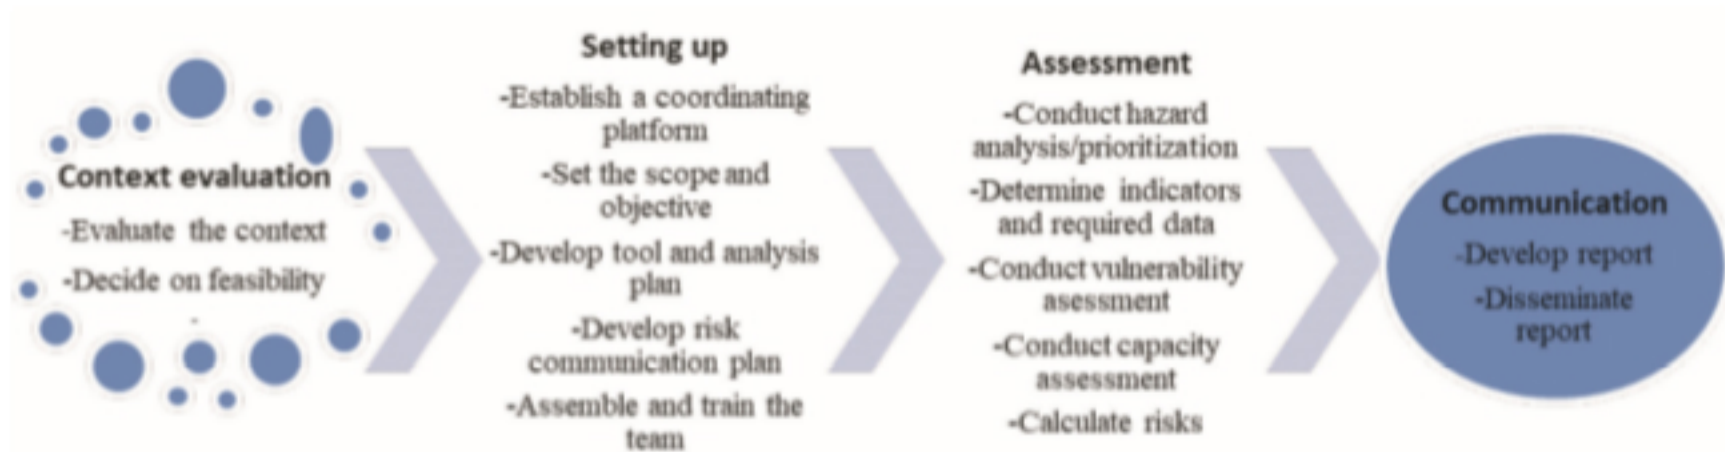 Context evaluation
-Evaluate the context
-Decide on feasibility
-
Setting up
-Establish a coordinating
platform
-Set the scope and
objective
-Develop tool and analysis
plan
-Develop risk
communication plan
-Assemble and train the
team
Assessment
-Conduct hazard
analysis/prioritization
-Determine indicators
and required data
-Conduct vulnerability
asessment
-Conduct capacity
assessment
-Calculate risks
Communication
-Develop report
-Disseminate
report